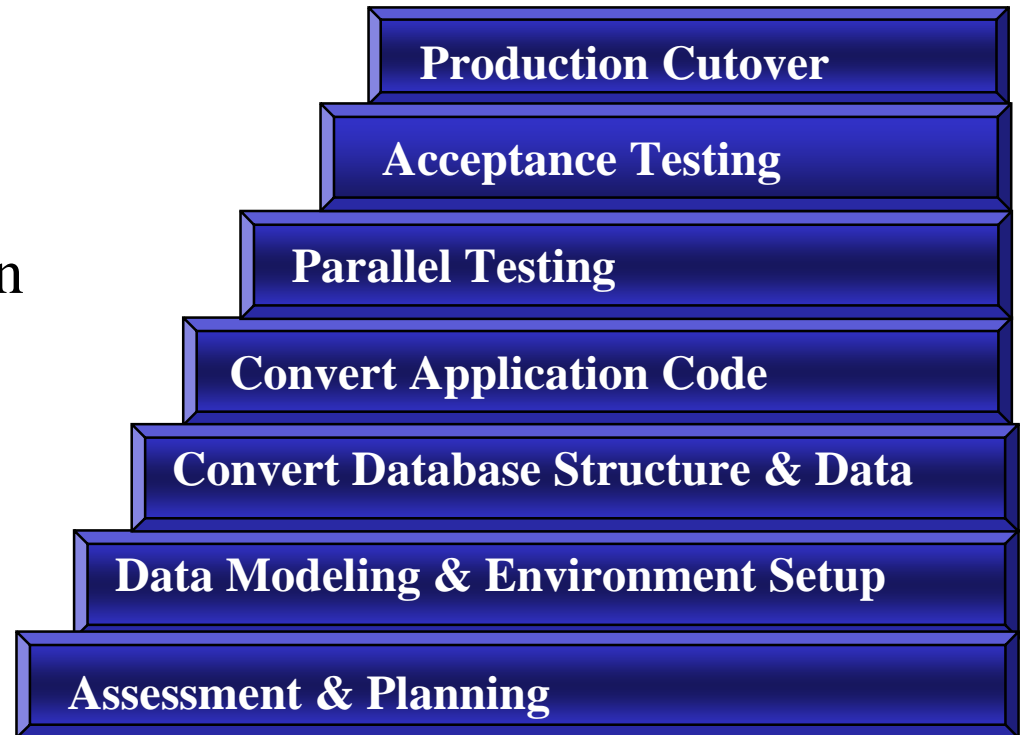 Production Cutover
Acceptance Testing
Parallel Testing
Convert Application Code
Convert Database Structure & Data
Data Modeling & Environment Setup
Assessment & Planning